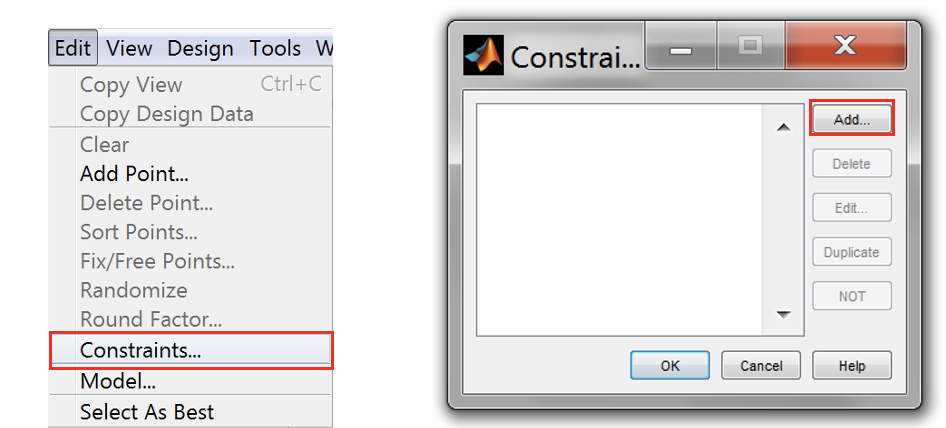 Edit View Design Tools W
Copy View Ctrl+C
Copy Design Data
Clear
Add Point...
Delete Point...
Sort Points...
Fix/Free Points...
Randomize
Round Factor...
Constraints...
Model...
Select As Best
Constrai...
Add...
Delete
Edit...
Duplicate
NOT
OK Cancel Help